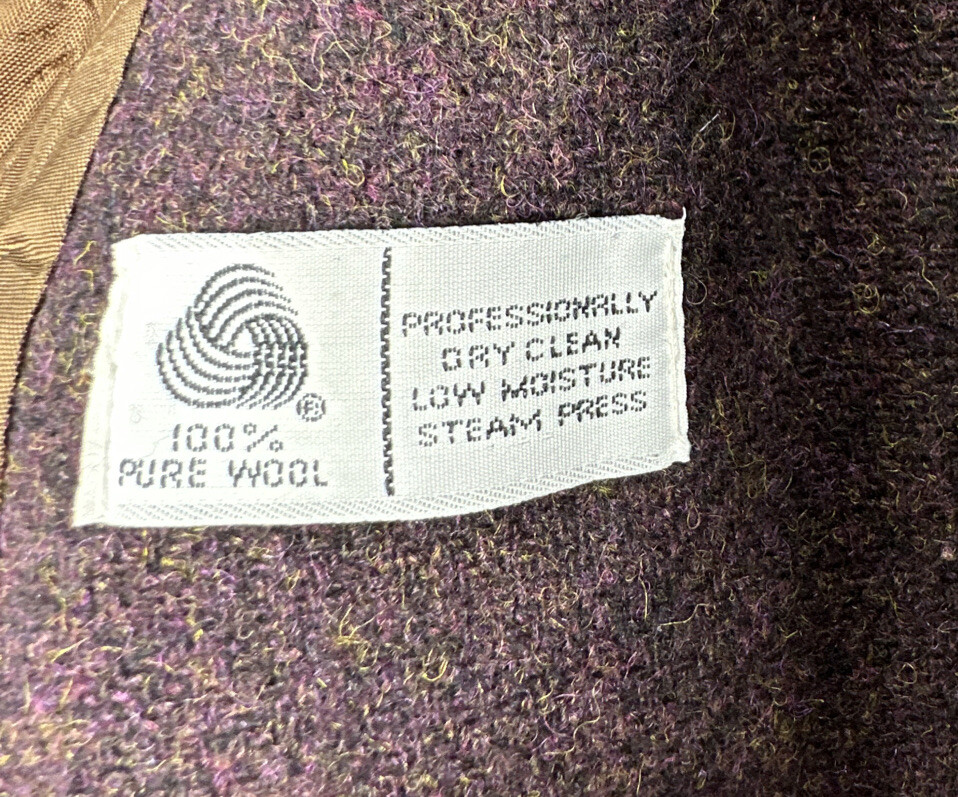 ®
100%
PURE WOOL
PROFESSIONALLY
DRY CLEAN
LOW MOISTURE
STEAM PRESS